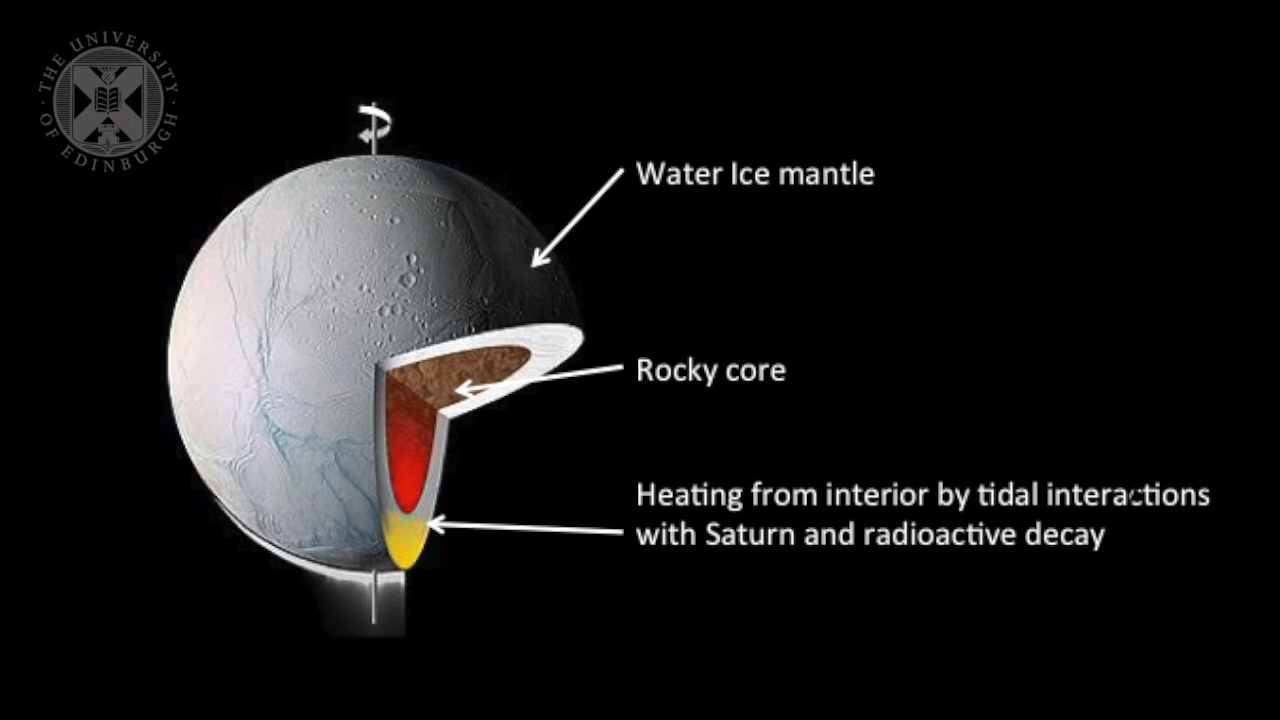 THE UNIVERSITY
OF EDINBURGH
Water Ice mantle
Rocky core
Heating from interior by tidal interactions
with Saturn and radioactive decay